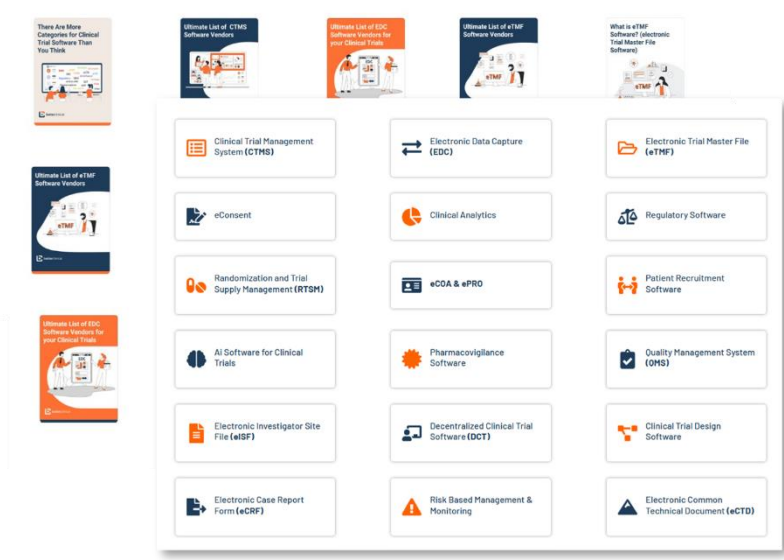 There Are More
Categories for Clinical
Trial Software Than
You Think
Ultimate List of CTMS
Software Vendors
Ultimate List of EDC
Software Vendors for
your Clinical Trials
EDC
Ultimate List of eTMF
Software Vendors
eTMF
What is eTMF
Software? (electronic
Trial Master File
Software)
eTMF
Ultimate List of eTMF
Software Vendors
eTMF
Ultimate List of EDC
Software Vendors for
your Clinical Trials
EDC
Clinical Trial Management
System (CTMS)
Electronic Data Capture
(EDC)
Electronic Trial Master File
(eTMF)
eConsent
Clinical Analytics
Regulatory Software
Randomization and Trial
Supply Management (RTSM)
eCOA & ePRO
Patient Recruitment
Software
Ai Software for Clinical
Trials
Pharmacovigilance
Software
Quality Management System
(QMS)
Electronic Investigator Site
File (eISF)
Decentralized Clinical Trial
Software (DCT)
Clinical Trial Design
Software
Electronic Case Report
Form (eCRF)
Risk Based Management &
Monitoring
Electronic Common
Technical Document (eCTD)